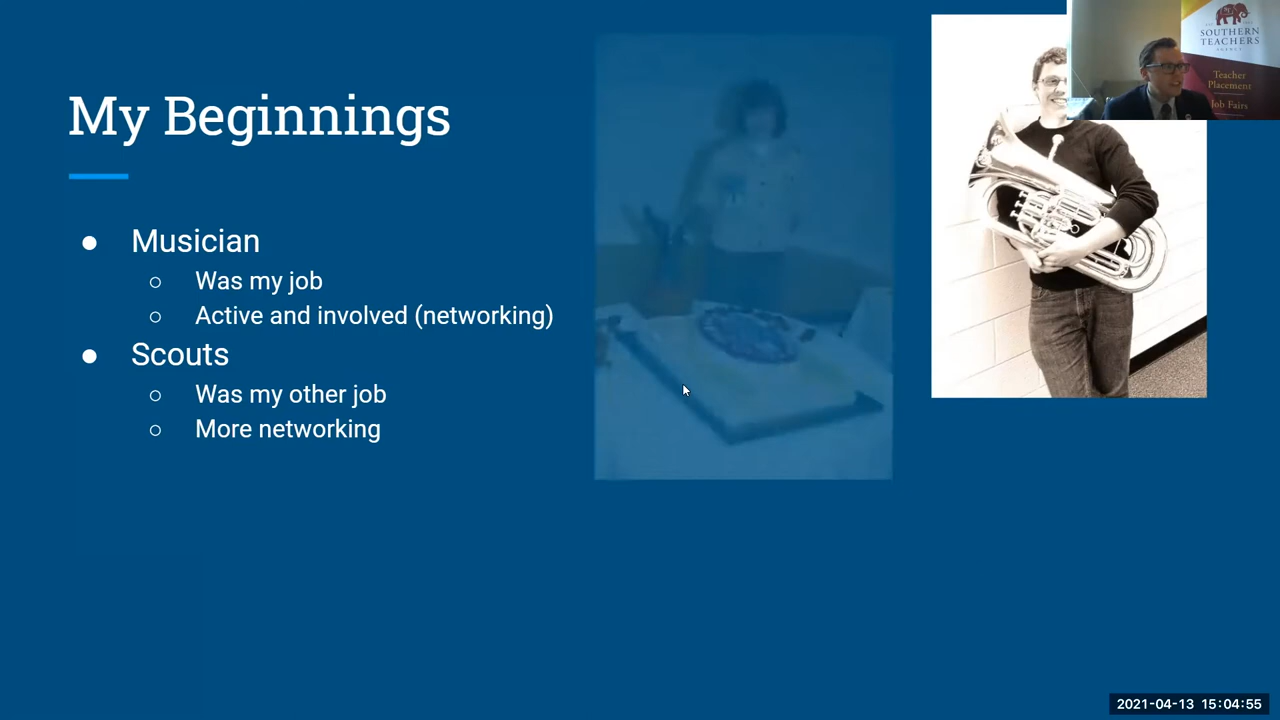 My Beginnings
● Musician
○ Was my job
○ Active and involved (networking)
● Scouts
○ Was my other job
○ More networking
SOUTHERN
TEACHERS
AGENCY
Teacher
Placement
Job Fairs
2021-04-13 15:04:55